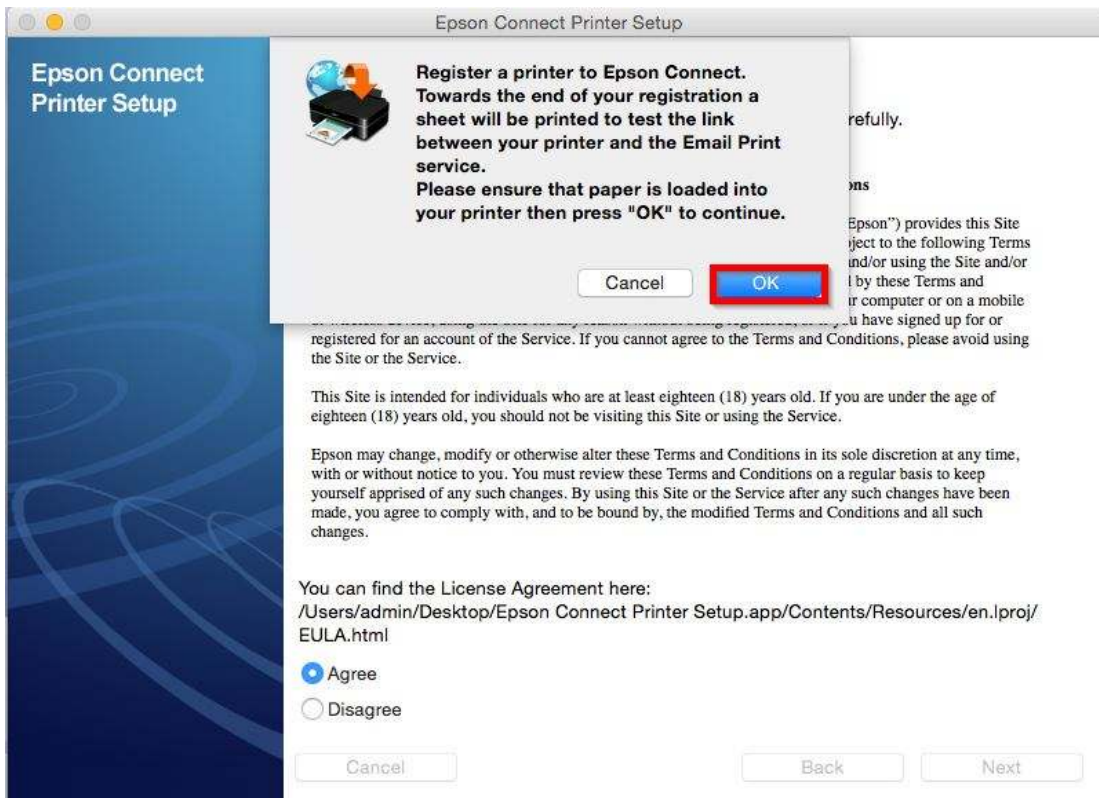 Epson Connect Printer Setup
Epson Connect
Printer Setup
Register a printer to Epson Connect.
Towards the end of your registration a
sheet will be printed to test the link
between your printer and the Email Print
service.
Please ensure that paper is loaded into
your printer then press "OK" to continue.
Cancel
OK
refully.
ons
Epson”) provides this Site
ject to the following Terms
and/or using the Site and/or
by these Terms and
r computer or on a mobile
u have signed up for or
registered for an account of the Service. If you cannot agree to the Terms and Conditions, please avoid using
the Site or the Service.
This Site is intended for individuals who are at least eighteen (18) years old. If you are under the age of
eighteen (18) years old, you should not be visiting this Site or using the Service.
Epson may change, modify or otherwise alter these Terms and Conditions in its sole discretion at any time,
with or without notice to you. You must review these Terms and Conditions on a regular basis to keep
yourself apprised of any such changes. By using this Site or the Service after any such changes have been
made, you agree to comply with, and to be bound by, the modified Terms and Conditions and all such
changes.
You can find the License Agreement here:
/Users/admin/Desktop/Epson Connect Printer Setup.app/Contents/Resources/en.lproj/
EULA.html
Agree
Disagree
Cancel
Back
Next